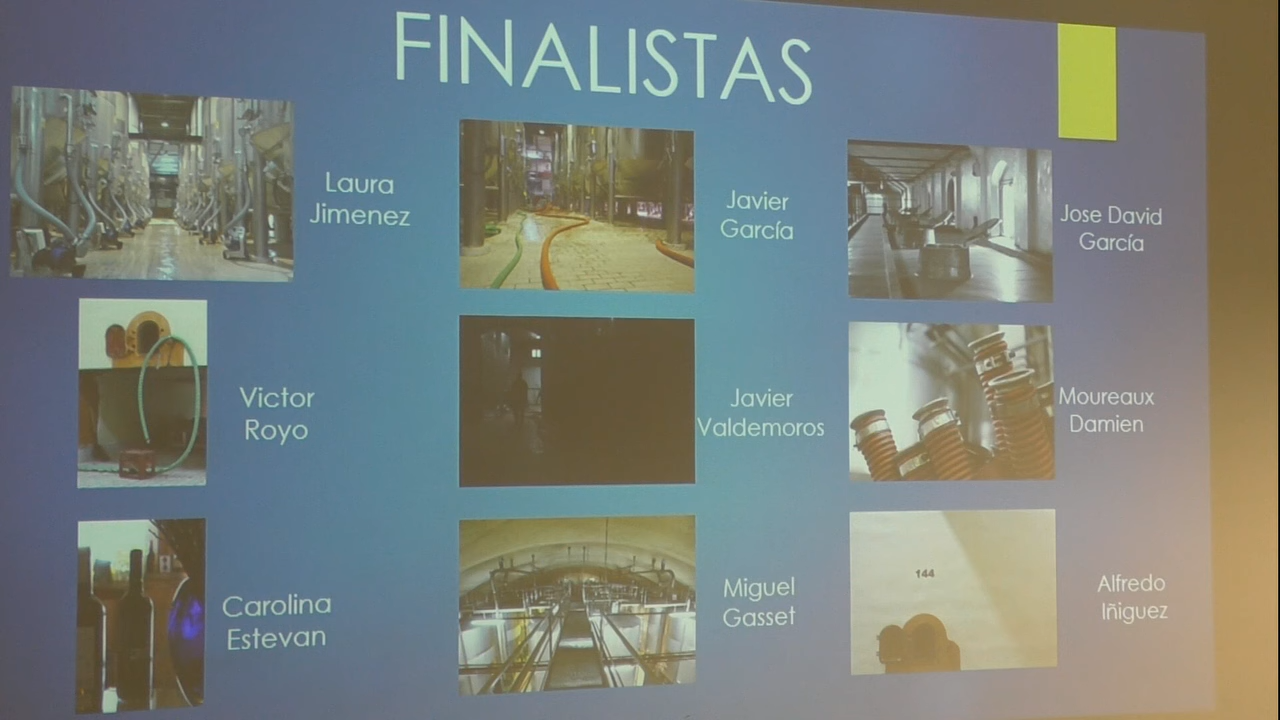 FINALISTAS
Laura
Jimenez
Javier
García
Jose David
García
Victor
Royo
Javier
Valdemoros
Moureaux
Damien
Carolina
Estevan
Miguel
Gasset
144
Alfredo
Iñiguez